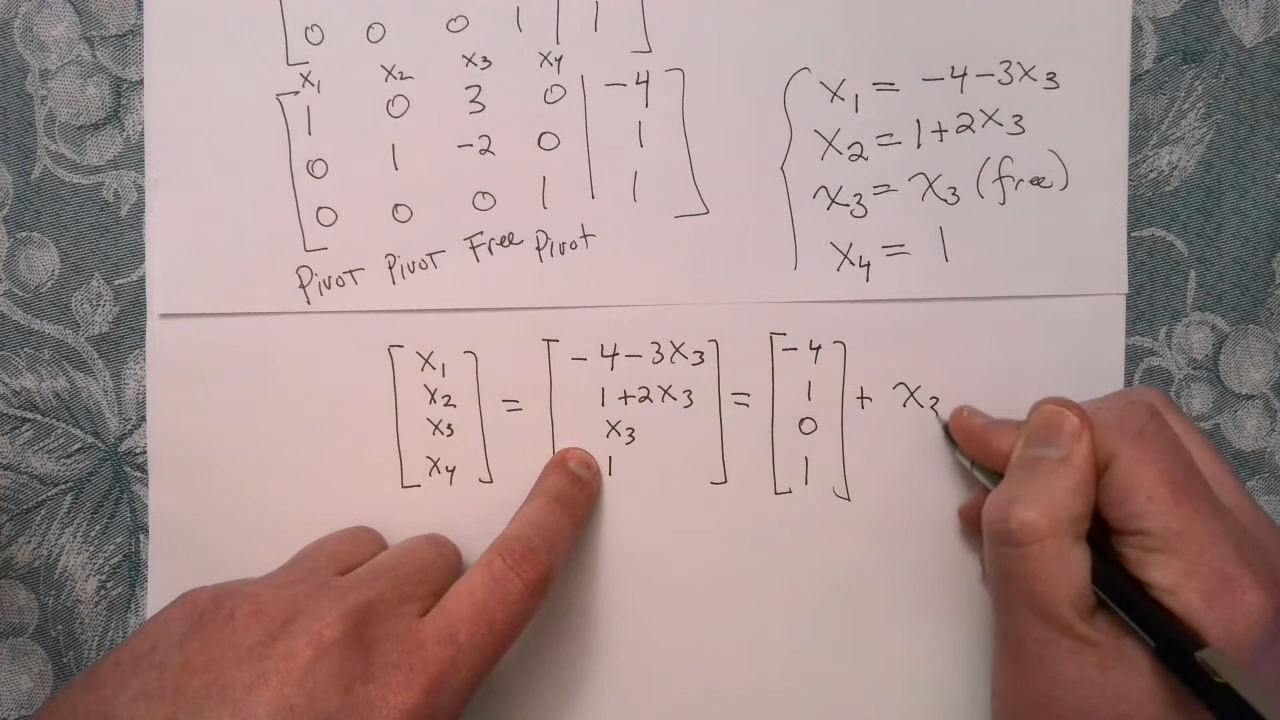 0 0 0 1 | 1
x₁ x₂ x₃ x₄
1 0 3 0 | -4
0 1 -2 0 | 1
0 0 0 1 | 1
Pivot Pivot Free Pivot
x₁ = -4-3x₃
x₂ = 1+2x₃
x₃ = x₃ (free)
x₄ = 1
[x₁ x₂ x₃ x₄] = [-4-3x₃ 1+2x₃ x₃ 1] = [-4 1 0 1] + x₃